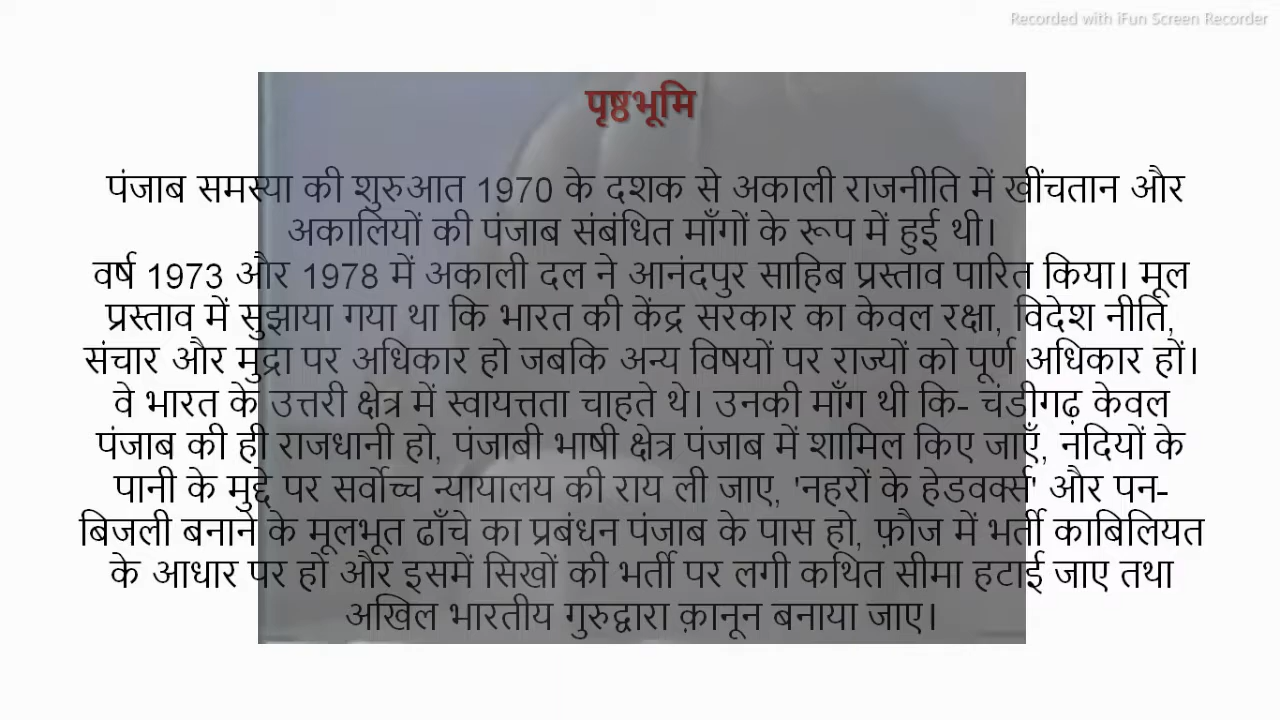 Recorded with iFun Screen Recorder
पृष्ठभूमि
पंजाब समस्या की शुरुआत 1970 के दशक से अकाली राजनीति में खींचतान और
अकालियों की पंजाब संबंधित माँगों के रूप में हुई थी।
वर्ष 1973 और 1978 में अकाली दल ने आनंदपुर साहिब प्रस्ताव पारित किया। मूल
प्रस्ताव में सुझाया गया था कि भारत की केंद्र सरकार का केवल रक्षा, विदेश नीति,
संचार और मुद्रा पर अधिकार हो जबकि अन्य विषयों पर राज्यों को पूर्ण अधिकार हों।
वे भारत के उत्तरी क्षेत्र में स्वायत्तता चाहते थे। उनकी माँग थी कि- चंडीगढ़ केवल
पंजाब की ही राजधानी हो, पंजाबी भाषी क्षेत्र पंजाब में शामिल किए जाएँ, नदियों के
पानी के मुद्दे पर सर्वोच्च न्यायालय की राय ली जाए, 'नहरों के हेडवर्क्स' और पन-
बिजली बनाने के मूलभूत ढाँचे का प्रबंधन पंजाब के पास हो, फ़ौज में भर्ती काबिलियत
के आधार पर हो और इसमें सिखों की भर्ती पर लगी कथित सीमा हटाई जाए तथा
अखिल भारतीय गुरुद्वारा क़ानून बनाया जाए।